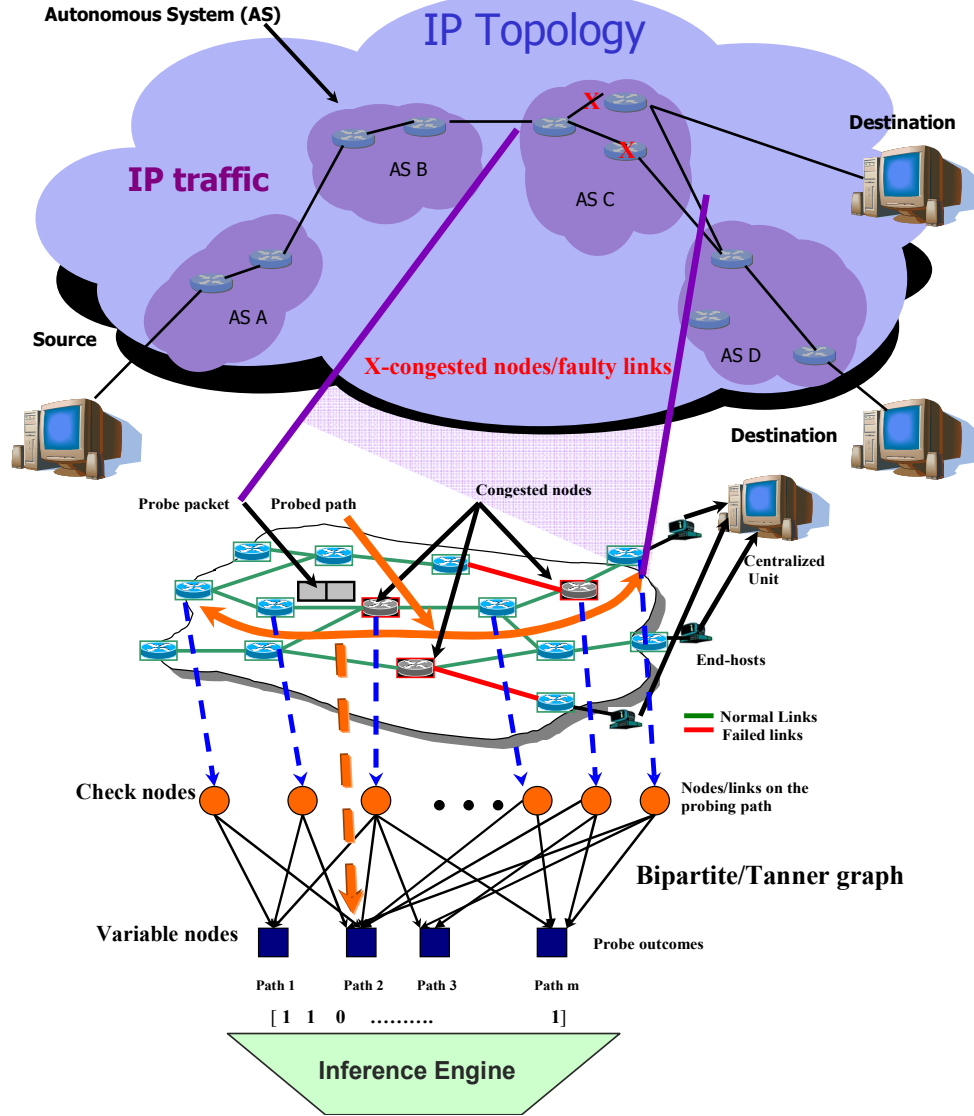 Autonomous System (AS)
IP Topology
Destination
AS B
IP traffic
AS C
AS A
Source
AS D
X
X
X-congested nodes/faulty links
Destination
Probe packet
Probed path
Congested nodes
Centralized
Unit
End-hosts
Normal Links
Failed links
Check nodes
Nodes/links on the
probing path
Bipartite/Tanner graph
Variable nodes
Probe outcomes
Path 1 Path 2 Path 3 Path m
[ 1 1 0 .......... 1]
Inference Engine